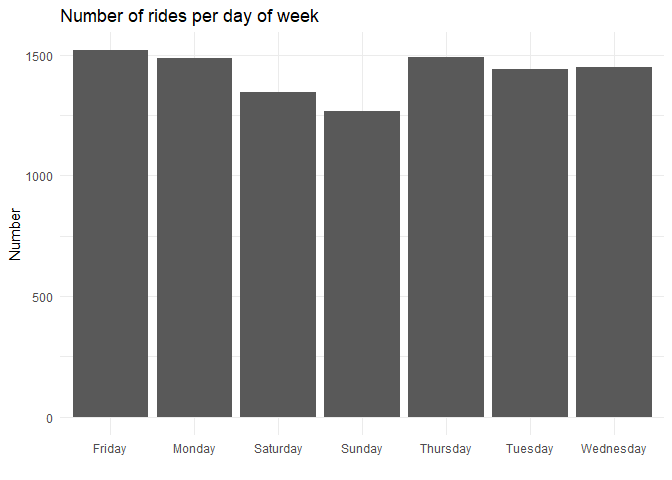 Number of rides per day of week
Number
1500
1000
500
0
Friday Monday Saturday Sunday Thursday Tuesday Wednesday